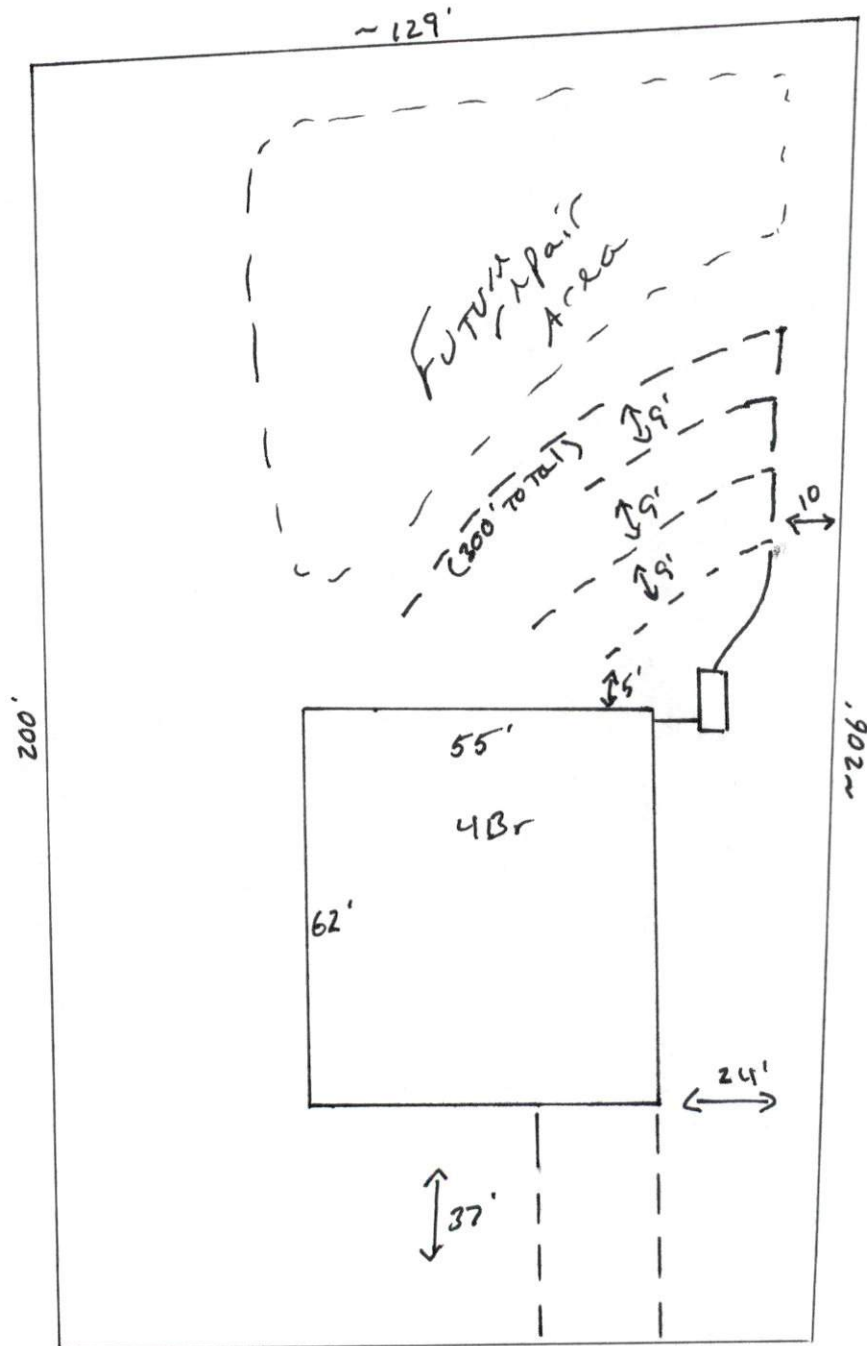 ~129'
FUTURE
repair
Area
9'
(300' TOTAL)
9'
10
9'
5'
200'
~206'
55'
4Br
62'
24'
37'